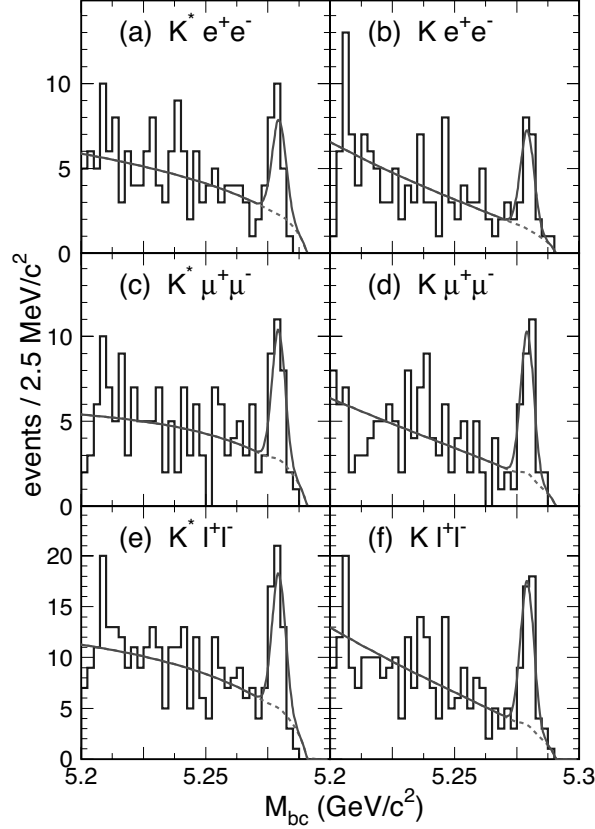 (a) K* e⁺e⁻
(b) K e⁺e⁻
10
5
0
(c) K* μ⁺μ⁻
(d) K μ⁺μ⁻
10
5
0
(e) K* l⁺l⁻
(f) K l⁺l⁻
20
15
10
5
0
events / 2.5 MeV/c²
5.2
5.25
5.2
5.25
5.3
M_bc (GeV/c²)